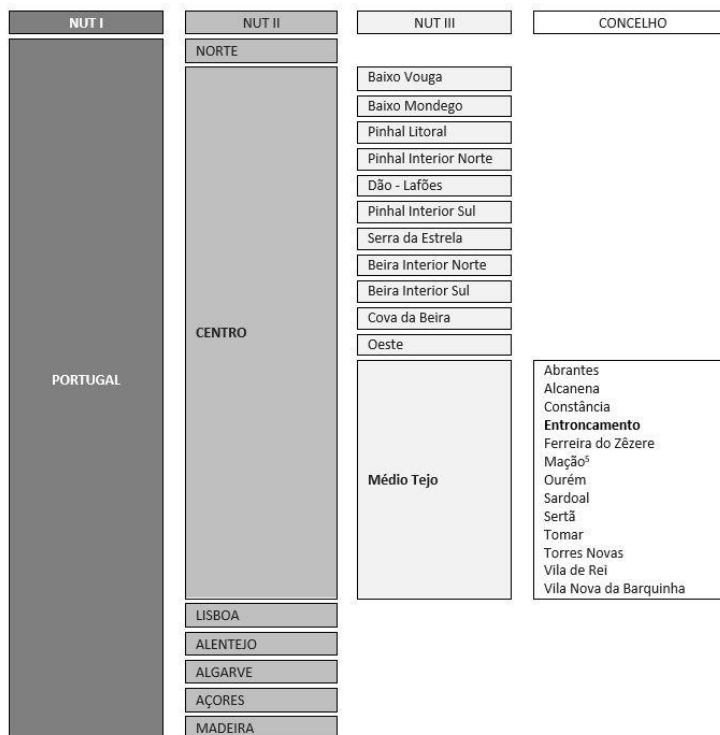 NUT I
NUT II
NUT III
CONCELHO
PORTUGAL
NORTE
CENTRO
Baixo Vouga
Baixo Mondego
Pinhal Litoral
Pinhal Interior Norte
Dão - Lafões
Pinhal Interior Sul
Serra da Estrela
Beira Interior Norte
Beira Interior Sul
Cova da Beira
Oeste
Médio Tejo
Abrantes
Alcanena
Constância
Entroncamento
Ferreira do Zêzere
Mação⁵
Ourém
Sardoal
Sertã
Tomar
Torres Novas
Vila de Rei
Vila Nova da Barquinha
LISBOA
ALENTEJO
ALGARVE
AÇORES
MADEIRA